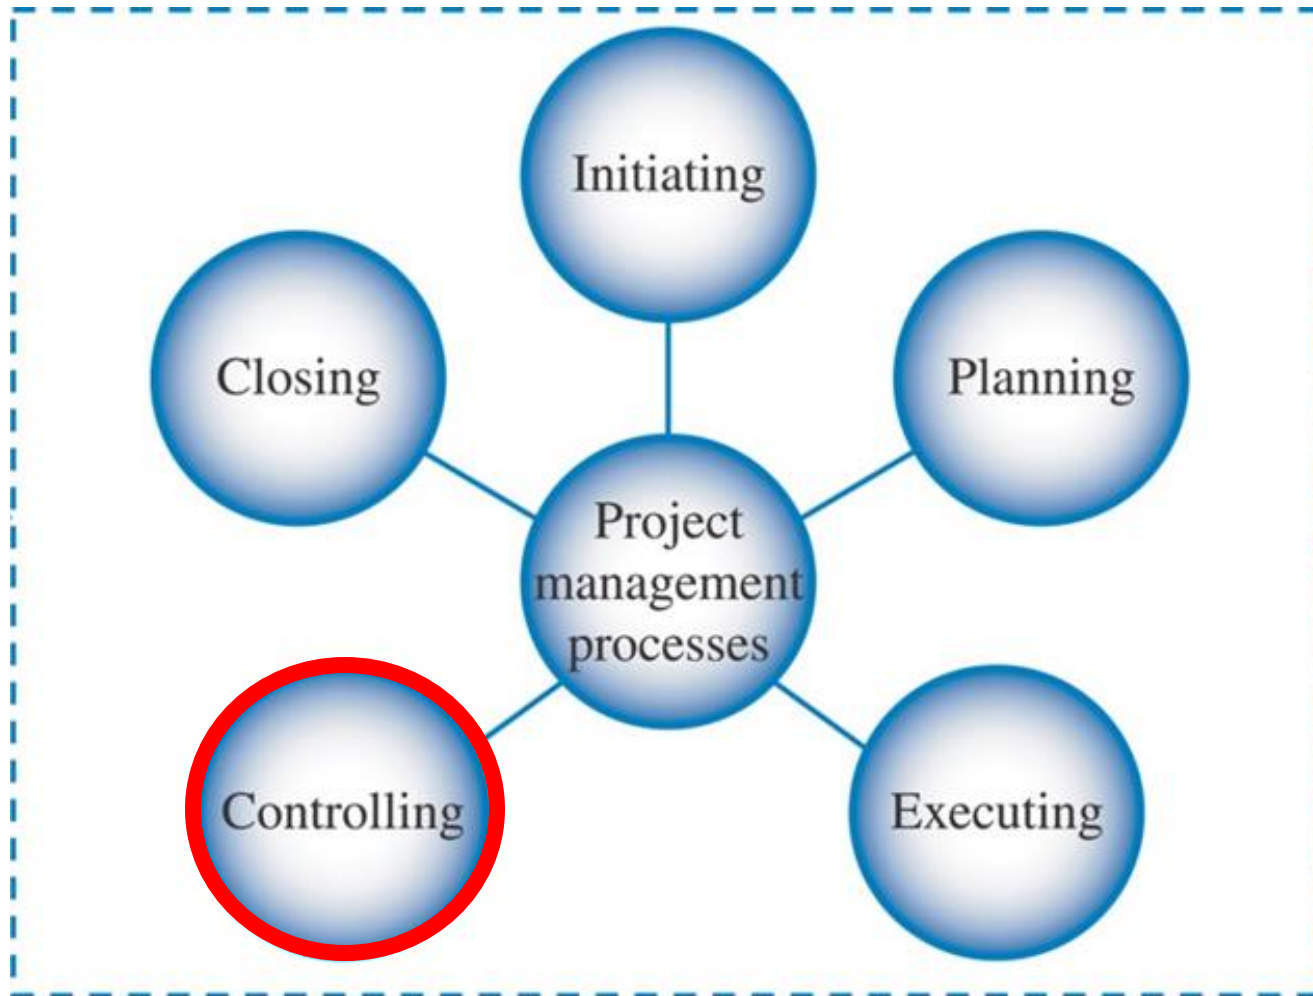 Initiating
Closing
Planning
Project
management
processes
Controlling
Executing